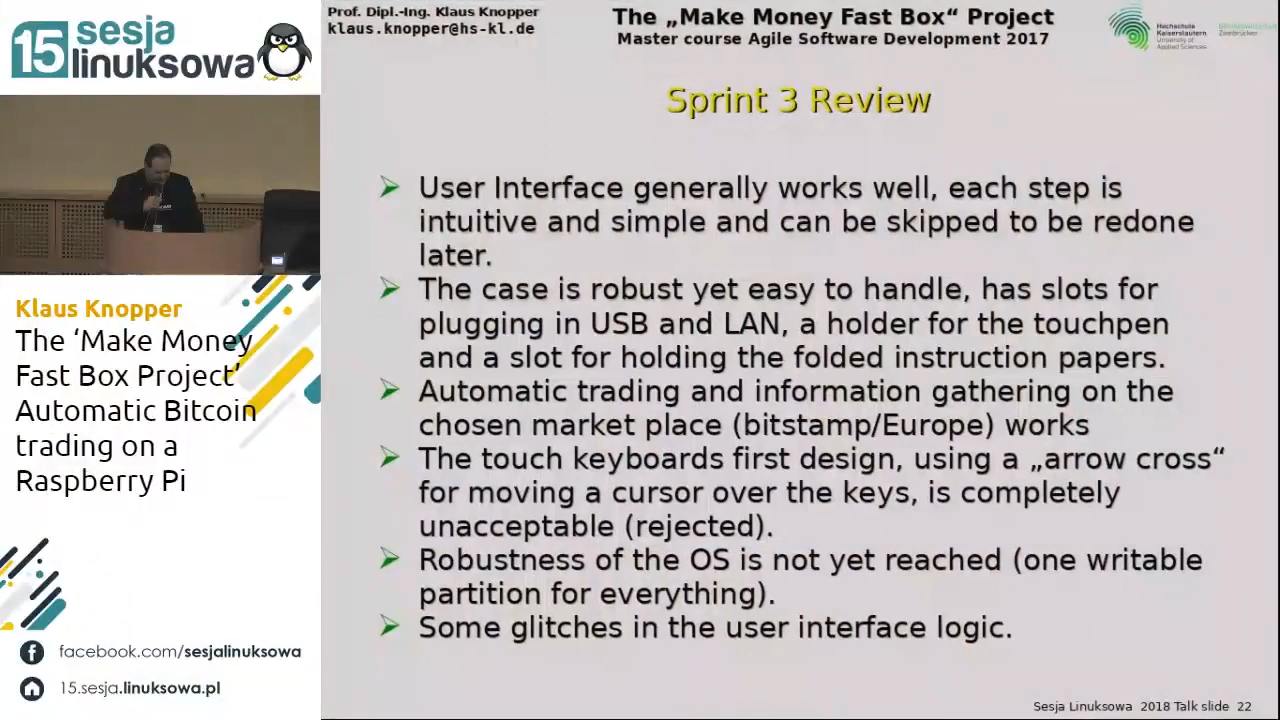 15 sesja
linuksowa
Klaus Knopper
The ‘Make Money
Fast Box Project’
Automatic Bitcoin
trading on a
Raspberry Pi
facebook.com/sesjalinuksowa
15.sesja.linuksowa.pl
Prof. Dipl.-Ing. Klaus Knopper
klaus.knopper@hs-kl.de
The „Make Money Fast Box“ Project
Master course Agile Software Development 2017
Hochschule
Kaiserslautern
University of
Applied Sciences
Sprint 3 Review
User Interface generally works well, each step is
intuitive and simple and can be skipped to be redone
later.
The case is robust yet easy to handle, has slots for
plugging in USB and LAN, a holder for the touchpen
and a slot for holding the folded instruction papers.
Automatic trading and information gathering on the
chosen market place (bitstamp/Europe) works
The touch keyboards first design, using a „arrow cross“
for moving a cursor over the keys, is completely
unacceptable (rejected).
Robustness of the OS is not yet reached (one writable
partition for everything).
Some glitches in the user interface logic.
Sesja Linuksowa 2018 Talk slide 22